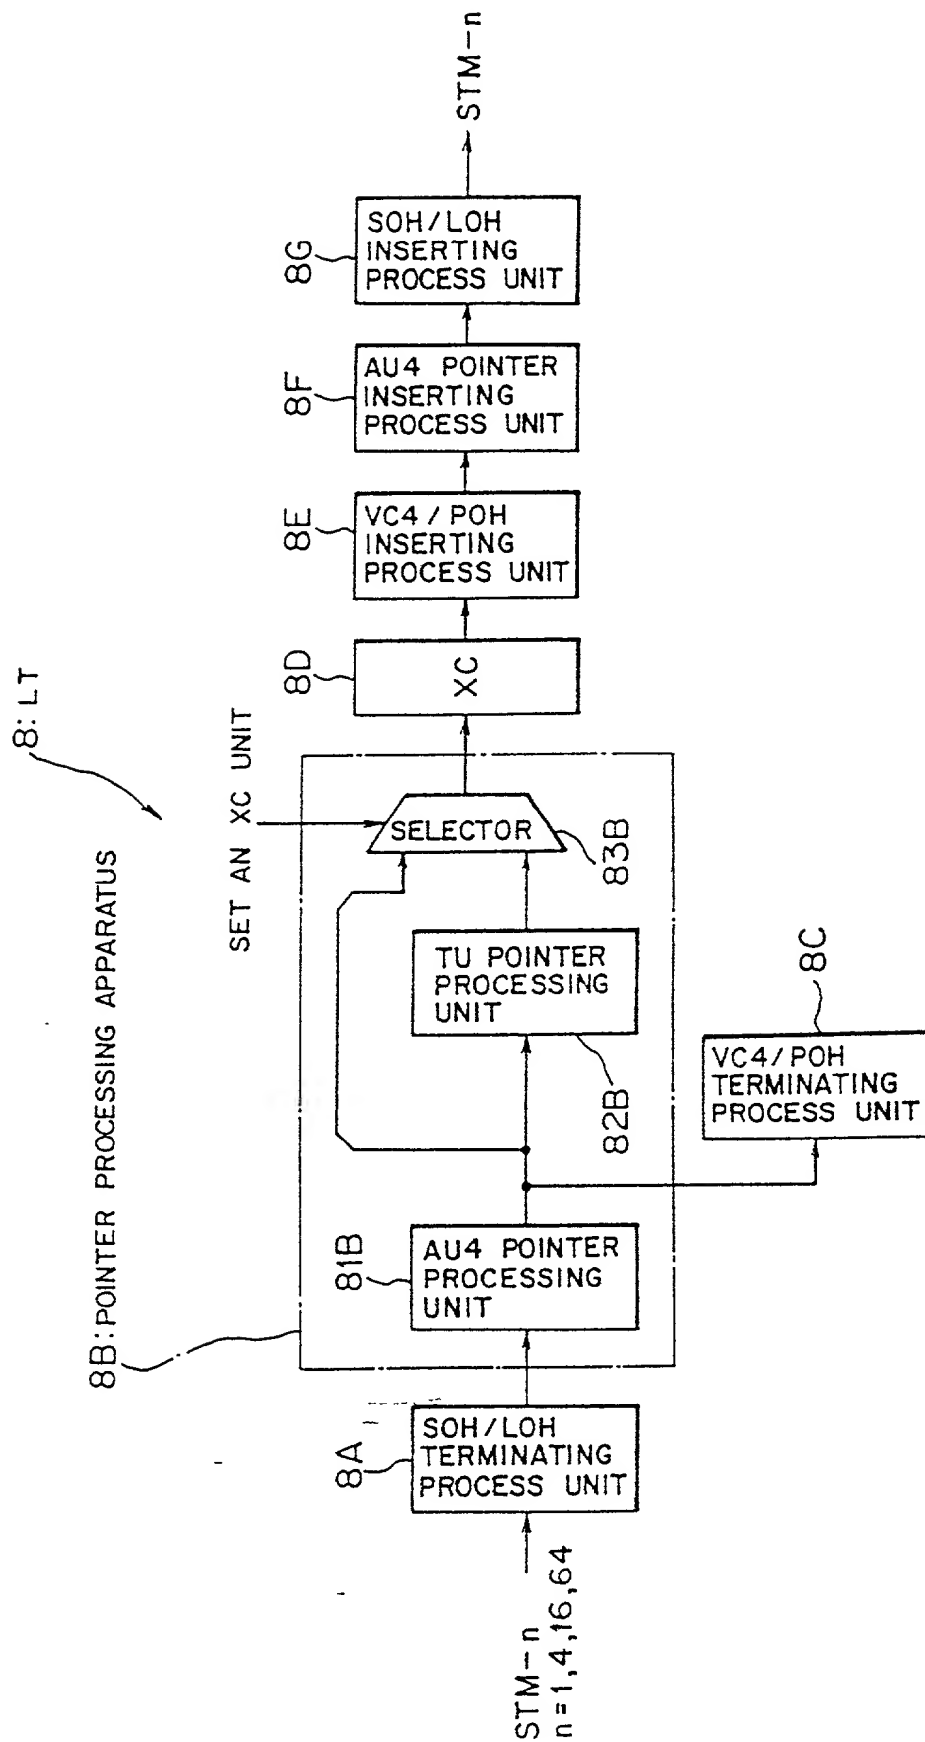 8: LT
8B: POINTER PROCESSING APPARATUS
SET AN XC UNIT
STM-n
n=1,4,16,64
8A
SOH/LOH
TERMINATING
PROCESS UNIT
81B
AU4 POINTER
PROCESSING
UNIT
82B
TU POINTER
PROCESSING
UNIT
SELECTOR
83B
8C
VC4/POH
TERMINATING
PROCESS UNIT
8D
XC
8E
VC4/POH
INSERTING
PROCESS UNIT
8F
AU4 POINTER
INSERTING
PROCESS UNIT
8G
SOH/LOH
INSERTING
PROCESS UNIT
STM-n